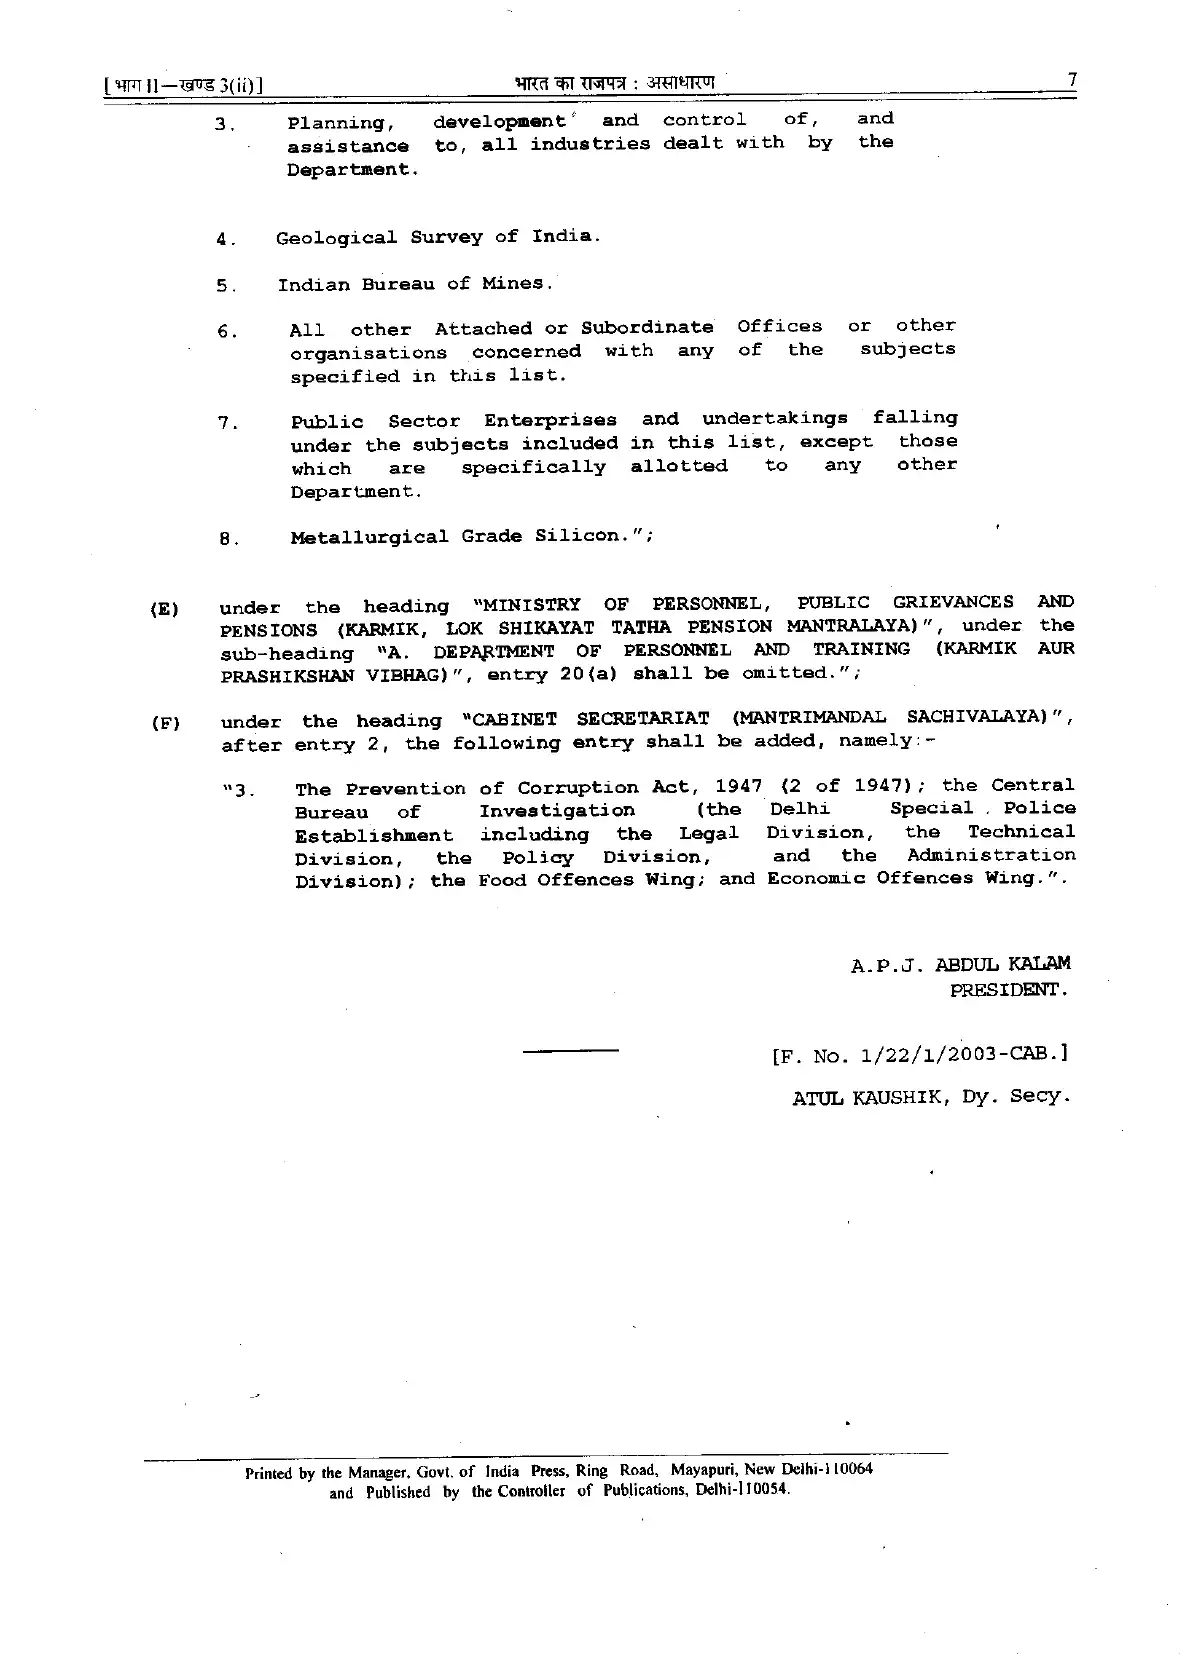 [ भाग II—खण्ड 3(ii) ] भारत का राजपत्र : असाधारण 7
3. Planning, development and control of, and
assistance to, all industries dealt with by the
Department.
4. Geological Survey of India.
5. Indian Bureau of Mines.
6. All other Attached or Subordinate Offices or other
organisations concerned with any of the subjects
specified in this list.
7. Public Sector Enterprises and undertakings falling
under the subjects included in this list, except those
which are specifically allotted to any other
Department.
8. Metallurgical Grade Silicon.";
(E) under the heading "MINISTRY OF PERSONNEL, PUBLIC GRIEVANCES AND
PENSIONS (KARMIK, LOK SHIKAYAT TATHA PENSION MANTRALAYA)", under the
sub-heading "A. DEPARTMENT OF PERSONNEL AND TRAINING (KARMIK AUR
PRASHIKSHAN VIBHAG)", entry 20(a) shall be omitted.";
(F) under the heading "CABINET SECRETARIAT (MANTRIMANDAL SACHIVALAYA)",
after entry 2, the following entry shall be added, namely:-
"3. The Prevention of Corruption Act, 1947 (2 of 1947); the Central
Bureau of Investigation (the Delhi Special Police
Establishment including the Legal Division, the Technical
Division, the Policy Division, and the Administration
Division); the Food Offences Wing; and Economic Offences Wing.".
A.P.J. ABDUL KALAM
PRESIDENT.
[F. No. 1/22/1/2003-CAB.]
ATUL KAUSHIK, Dy. Secy.
Printed by the Manager, Govt. of India Press, Ring Road, Mayapuri, New Delhi-110064
and Published by the Controller of Publications, Delhi-110054.